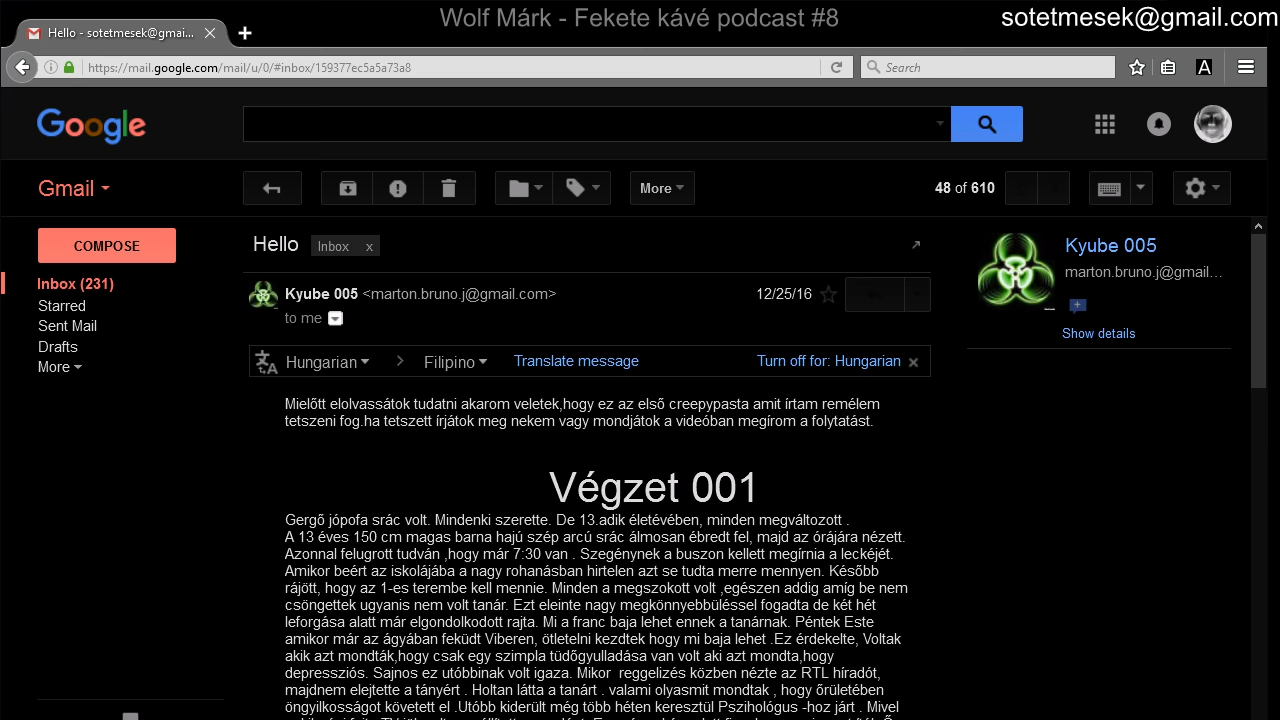 Wolf Márk - Fekete kávé podcast #8
sotetmesek@gmail.com
Hello - sotetmesek@gmai...
https://mail.google.com/mail/u/0/#inbox/159377ec5a5a73a8
Search
A
Google
Gmail
More
48 of 610
COMPOSE
Inbox (231)
Starred
Sent Mail
Drafts
More
Hello
Inbox x
Kyube 005 <marton.bruno.j@gmail.com>
12/25/16
to me
Hungarian > Filipino Translate message Turn off for: Hungarian x
Kyube 005
marton.bruno.j@gmail...
Show details
Mielőtt elolvassátok tudatni akarom veletek,hogy ez az első creepypasta amit írtam remélem
tetszeni fog.ha tetszett írjátok meg nekem vagy mondjátok a videóban megírom a folytatást.
Végzet 001
Gergő jópofa srác volt. Mindenki szerette. De 13.adik életévében, minden megváltozott .
A 13 éves 150 cm magas barna hajú szép arcú srác álmosan ébredt fel, majd az órájára nézett.
Azonnal felugrott tudván ,hogy már 7:30 van . Szegénynek a buszon kellett megírnia a leckéjét.
Amikor beért az iskolájába a nagy rohanásban hirtelen azt se tudta merre mennyen. Később
rájött, hogy az 1-es terembe kell mennie. Minden a megszokott volt ,egészen addig amíg be nem
csöngettek ugyanis nem volt tanár. Ezt eleinte nagy megkönnyebbüléssel fogadta de két hét
leforgása alatt már elgondolkodott rajta. Mi a franc baja lehet ennek a tanárnak. Péntek Este
amikor már az ágyában feküdt Viberen, ötletelni kezdtek hogy mi baja lehet .Ez érdekelte, Voltak
akik azt mondták,hogy csak egy szimpla tüdőgyulladása van volt aki azt mondta,hogy
depressziós. Sajnos ez utóbbinak volt igaza. Mikor  reggelizés közben nézte az RTL híradót,
majdnem elejtette a tányért . Holtan látta a tanárt . valami olyasmit mondtak , hogy őrületében
öngyilkosságot követett el .Utóbb kiderült még több héten keresztül Pszihológus -hoz járt . Mivel